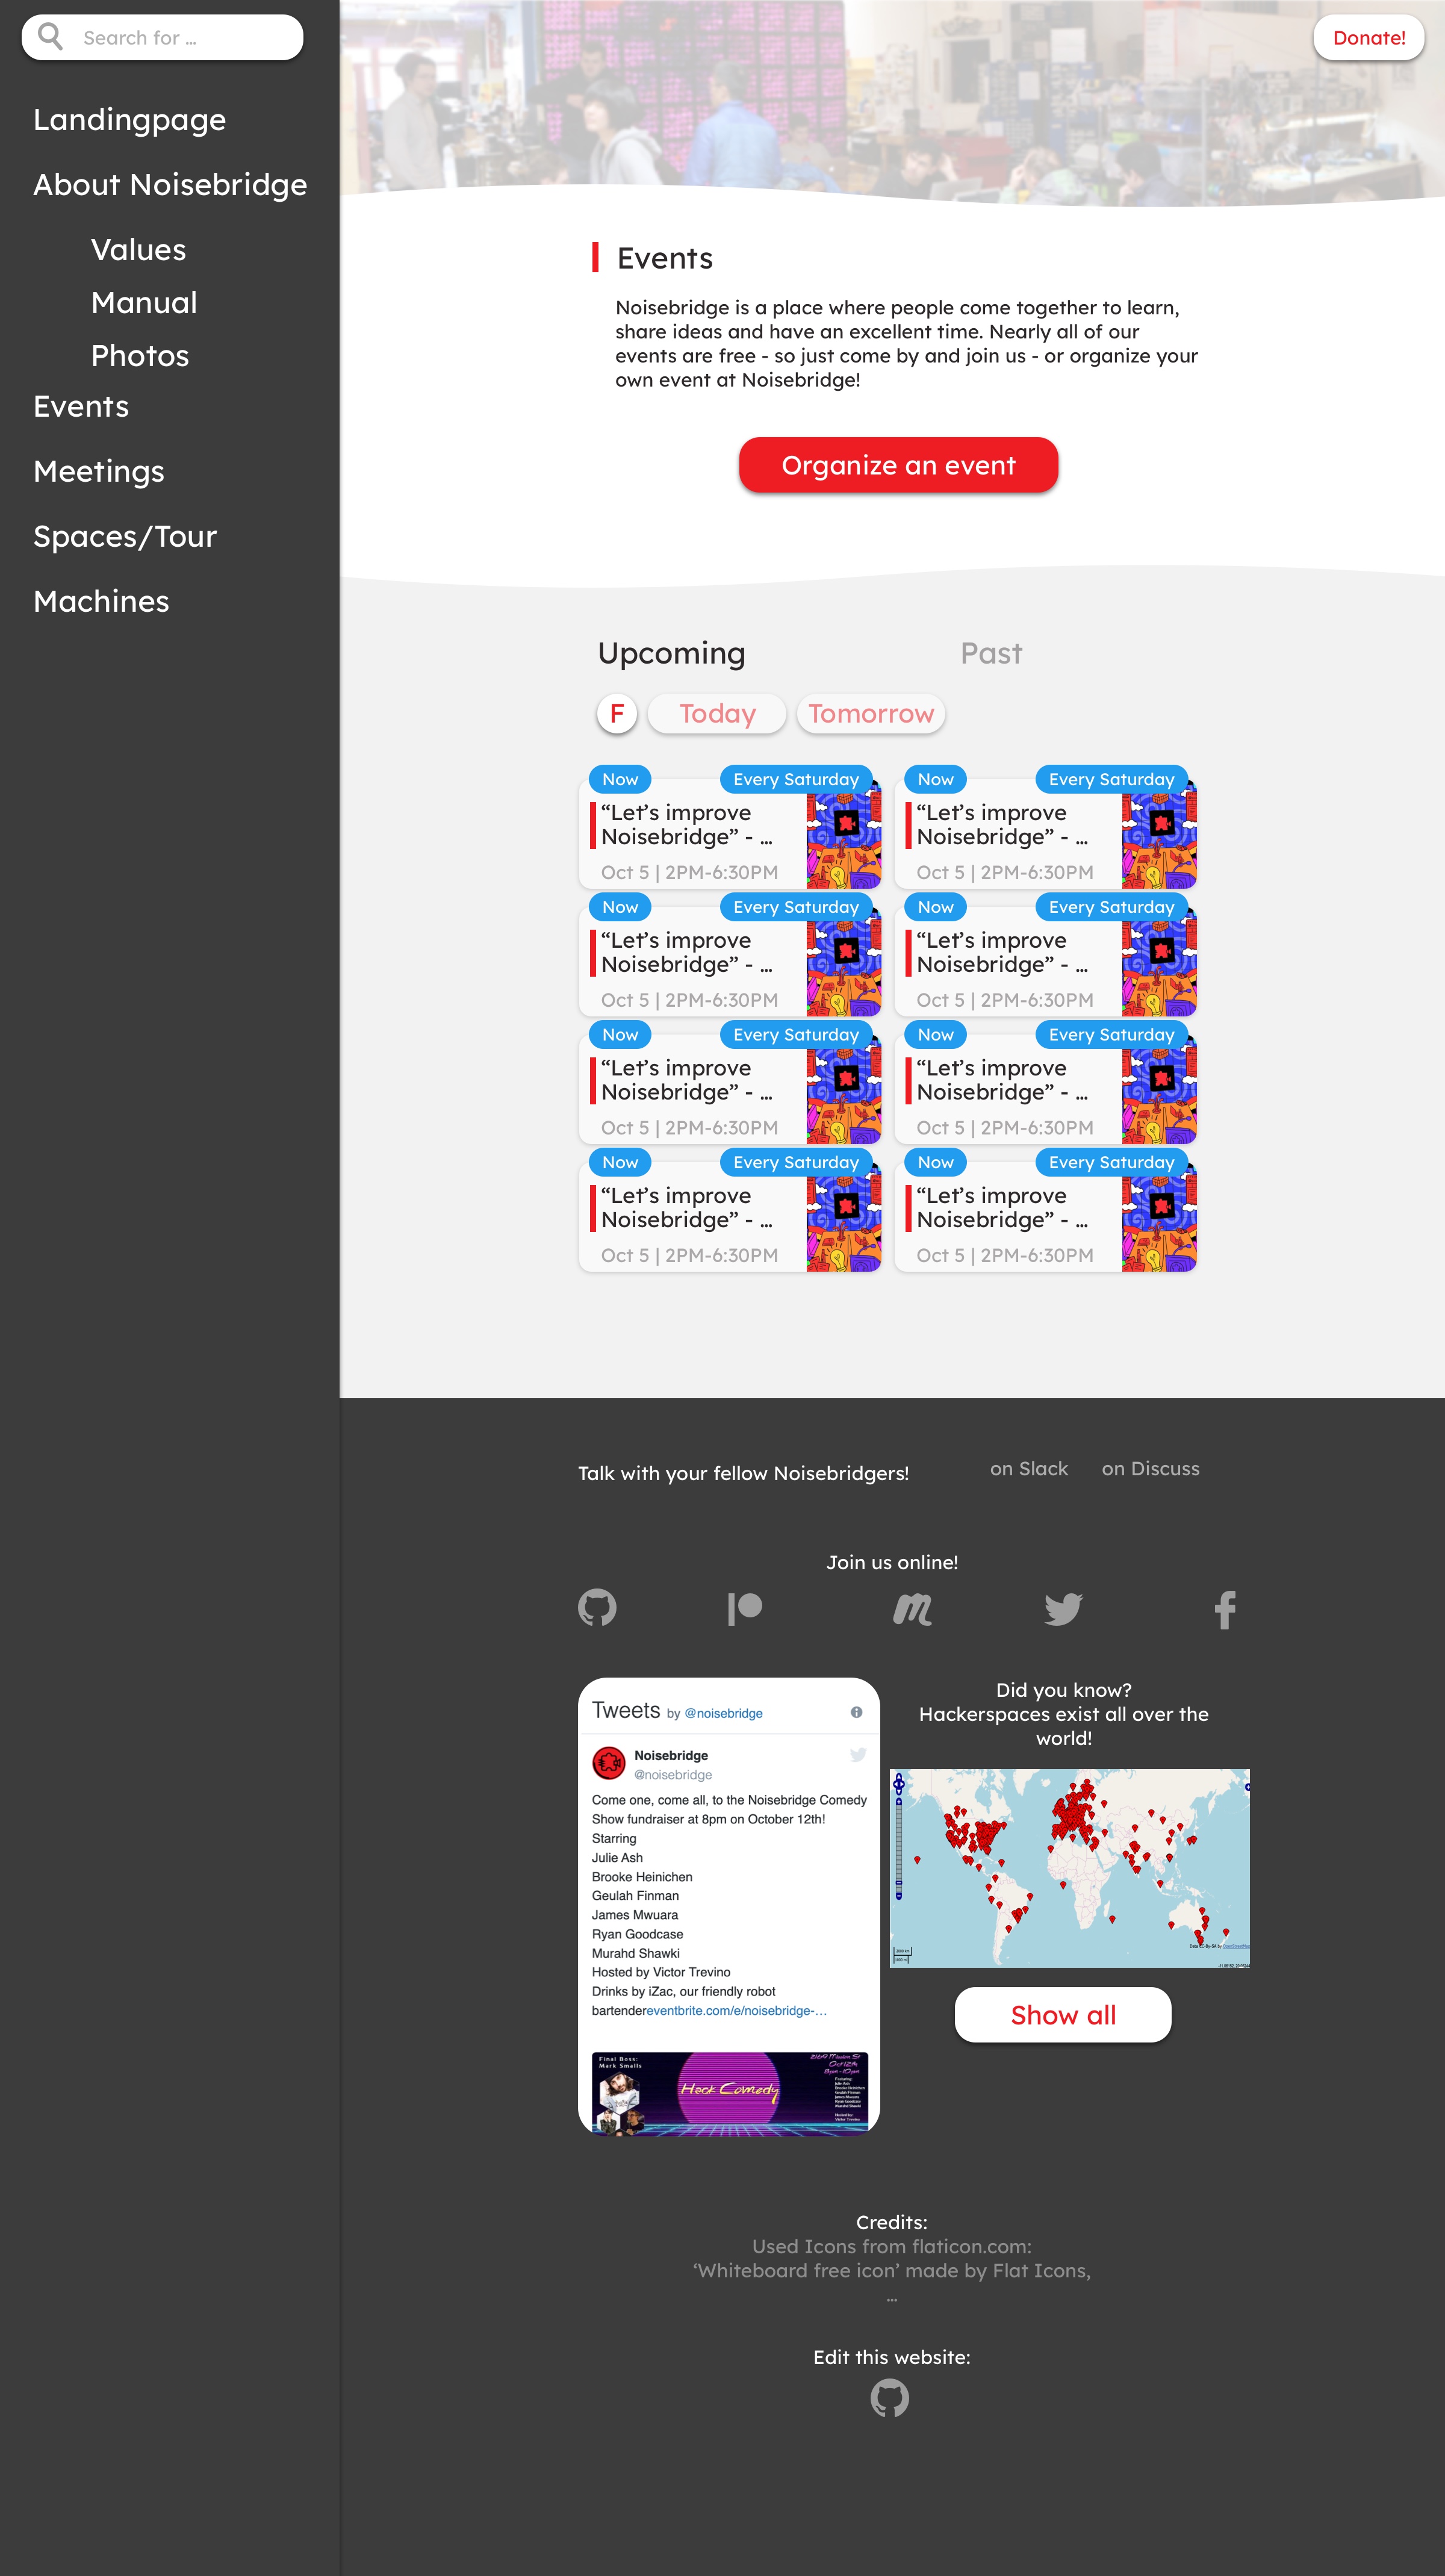 Search for ...
Donate!
Landingpage
About Noisebridge
Values
Manual
Photos
Events
Meetings
Spaces/Tour
Machines
Events
Noisebridge is a place where people come together to learn,
share ideas and have an excellent time. Nearly all of our
events are free - so just come by and join us - or organize your
own event at Noisebridge!
Organize an event
Upcoming
Past
F
Today
Tomorrow
Now
Every Saturday
“Let’s improve
Noisebridge” - ...
Oct 5 | 2PM-6:30PM
Now
Every Saturday
“Let’s improve
Noisebridge” - ...
Oct 5 | 2PM-6:30PM
Now
Every Saturday
“Let’s improve
Noisebridge” - ...
Oct 5 | 2PM-6:30PM
Now
Every Saturday
“Let’s improve
Noisebridge” - ...
Oct 5 | 2PM-6:30PM
Now
Every Saturday
“Let’s improve
Noisebridge” - ...
Oct 5 | 2PM-6:30PM
Now
Every Saturday
“Let’s improve
Noisebridge” - ...
Oct 5 | 2PM-6:30PM
Now
Every Saturday
“Let’s improve
Noisebridge” - ...
Oct 5 | 2PM-6:30PM
Now
Every Saturday
“Let’s improve
Noisebridge” - ...
Oct 5 | 2PM-6:30PM
Talk with your fellow Noisebridgers!
on Slack
on Discuss
Join us online!
Tweets by @noisebridge
Noisebridge
@noisebridge
Come one, come all, to the Noisebridge Comedy
Show fundraiser at 8pm on October 12th!
Starring
Julie Ash
Brooke Heinichen
Geulah Finman
James Mwuara
Ryan Goodcase
Murahd Shawki
Hosted by Victor Trevino
Drinks by iZac, our friendly robot
bartendereventbrite.com/e/noisebridge-…
Final Boss:
Mark Smalls
Hack Comedy
2169 Mission St
Oct 12th
8pm - 10pm
Did you know?
Hackerspaces exist all over the
world!
Show all
Credits:
Used Icons from flaticon.com:
‘Whiteboard free icon’ made by Flat Icons,
...
Edit this website: